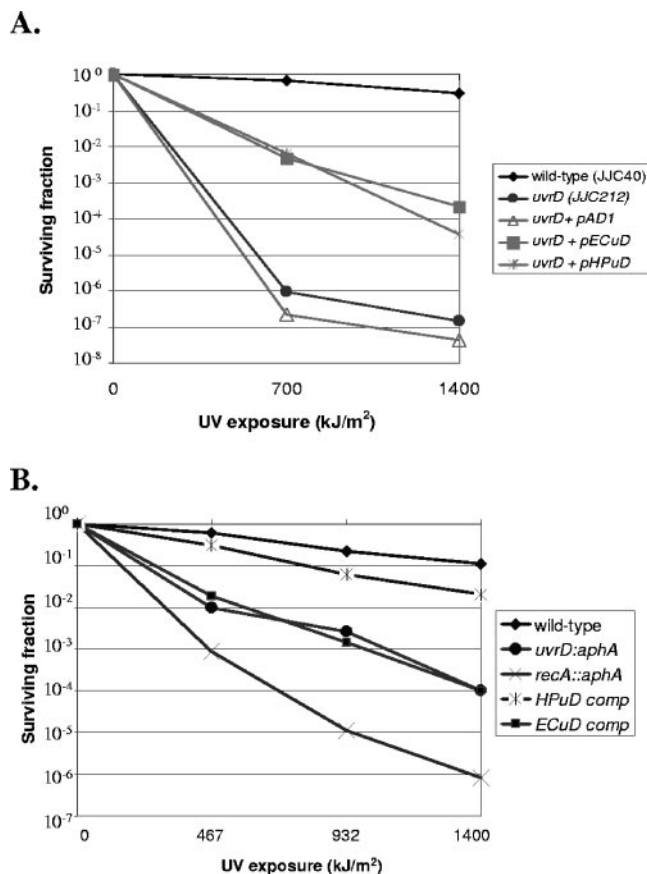 A.
10⁰
10⁻¹
10⁻²
10⁻³
10⁻⁴
10⁻⁵
10⁻⁶
10⁻⁷
10⁻⁸
Surviving fraction
0
700
1400
UV exposure (kJ/m²)
wild-type (JJC40)
uvrD (JJC212)
uvrD+ pAD1
uvrD + pECuD
uvrD + pHPuD
B.
10⁰
10⁻¹
10⁻²
10⁻³
10⁻⁴
10⁻⁵
10⁻⁶
10⁻⁷
Surviving fraction
0
467
932
1400
UV exposure (kJ/m²)
wild-type
uvrD:aphA
recA::aphA
HPuD comp
ECuD comp